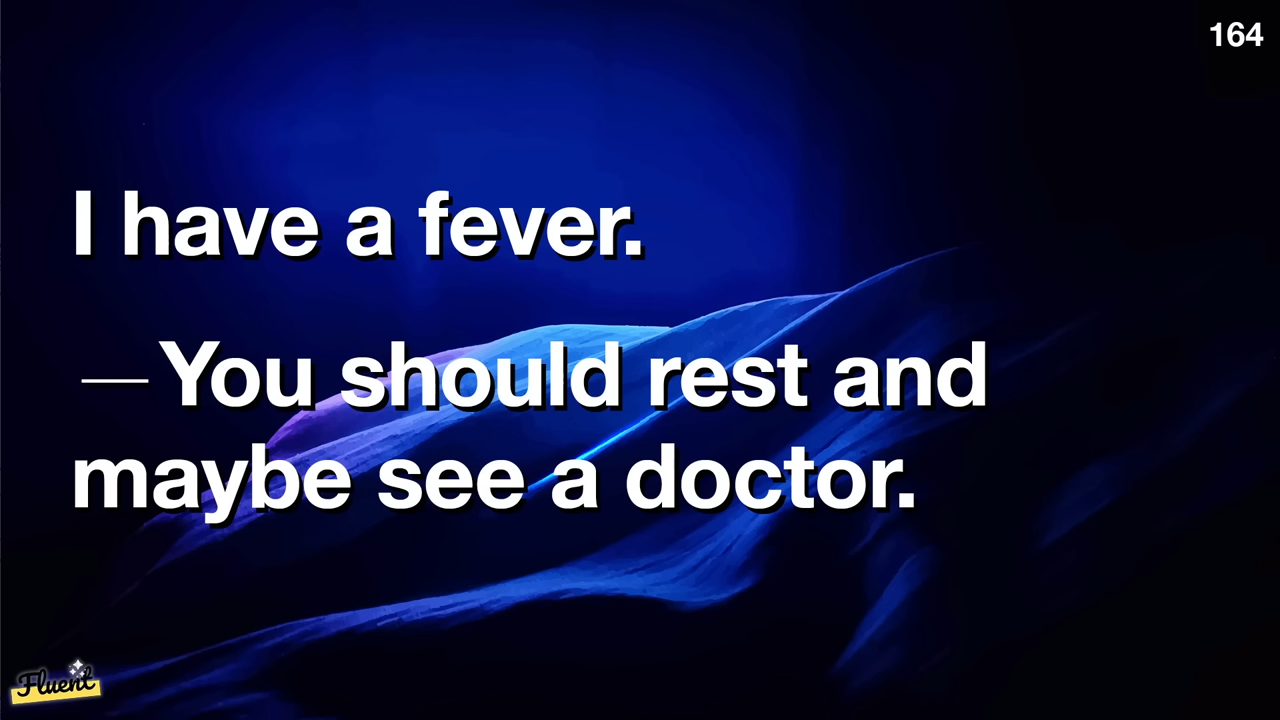 164
I have a fever.
— You should rest and
maybe see a doctor.
Fluent